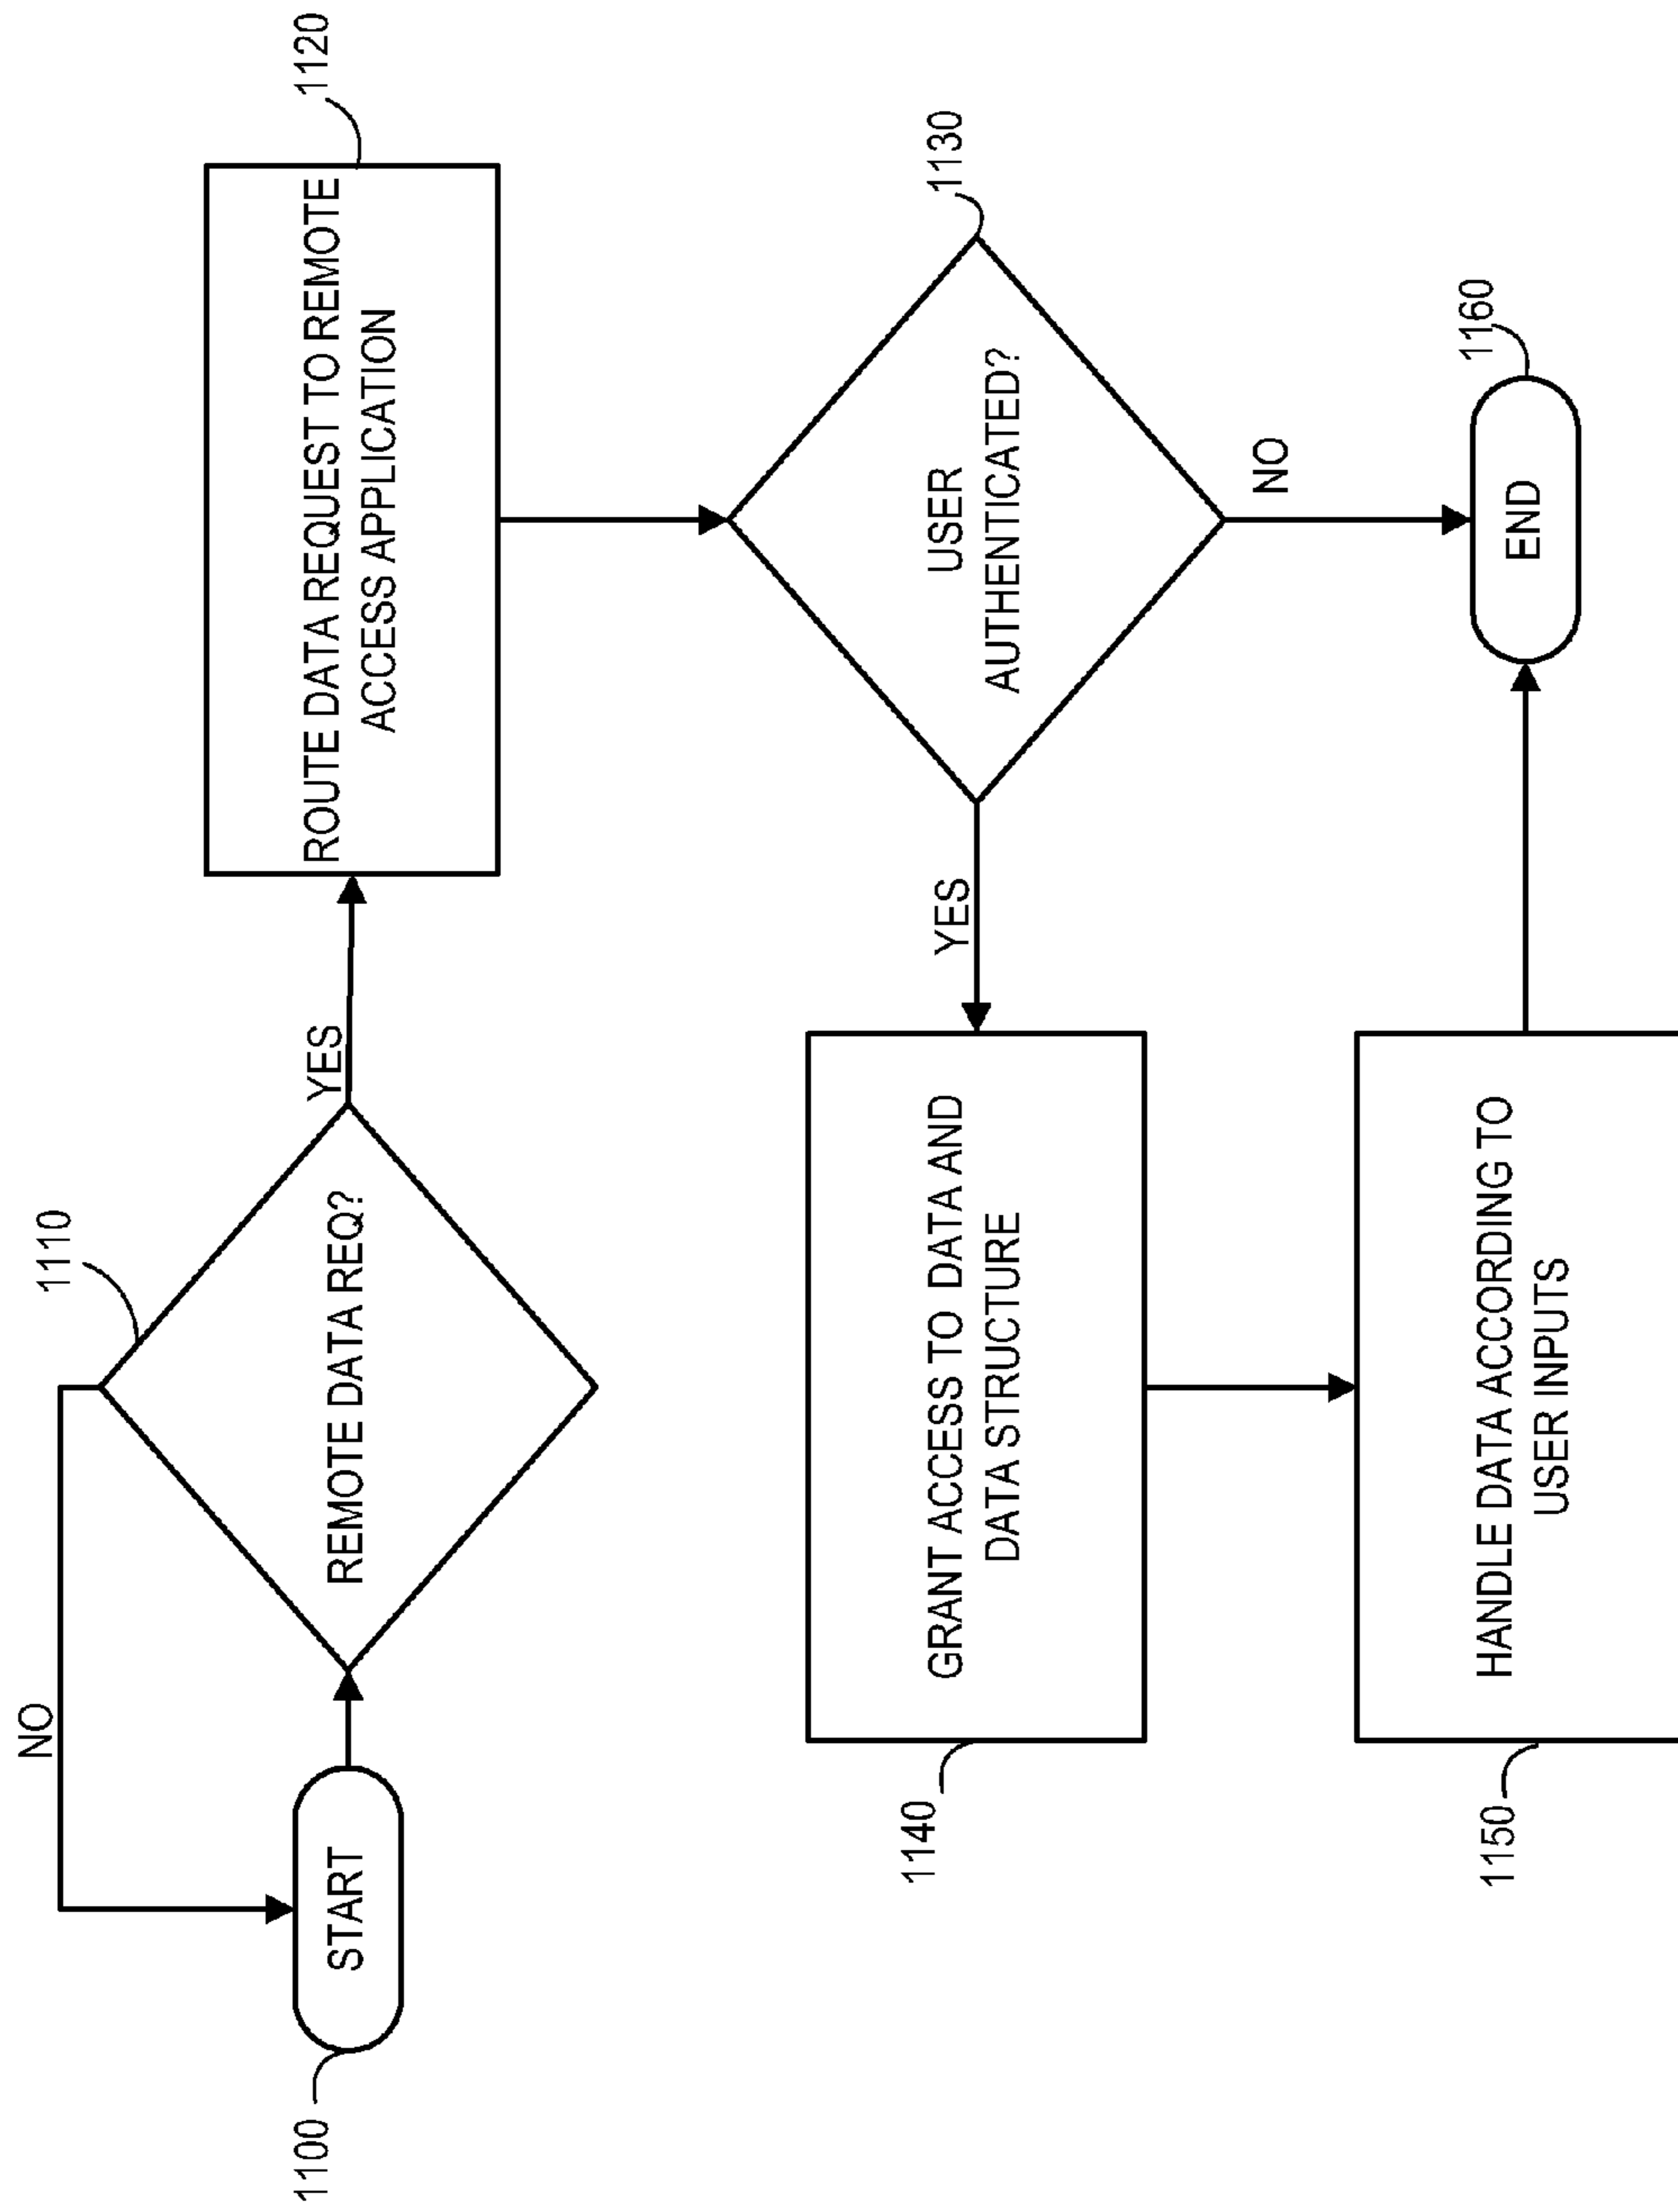 NO
1110
1120
1100
START
REMOTE DATA REQ?
YES
ROUTE DATA REQUEST TO REMOTE
ACCESS APPLICATION
1130
USER
AUTHENTICATED?
YES
NO
1140
GRANT ACCESS TO DATA AND
DATA STRUCTURE
1150
HANDLE DATA ACCORDING TO
USER INPUTS
1160
END